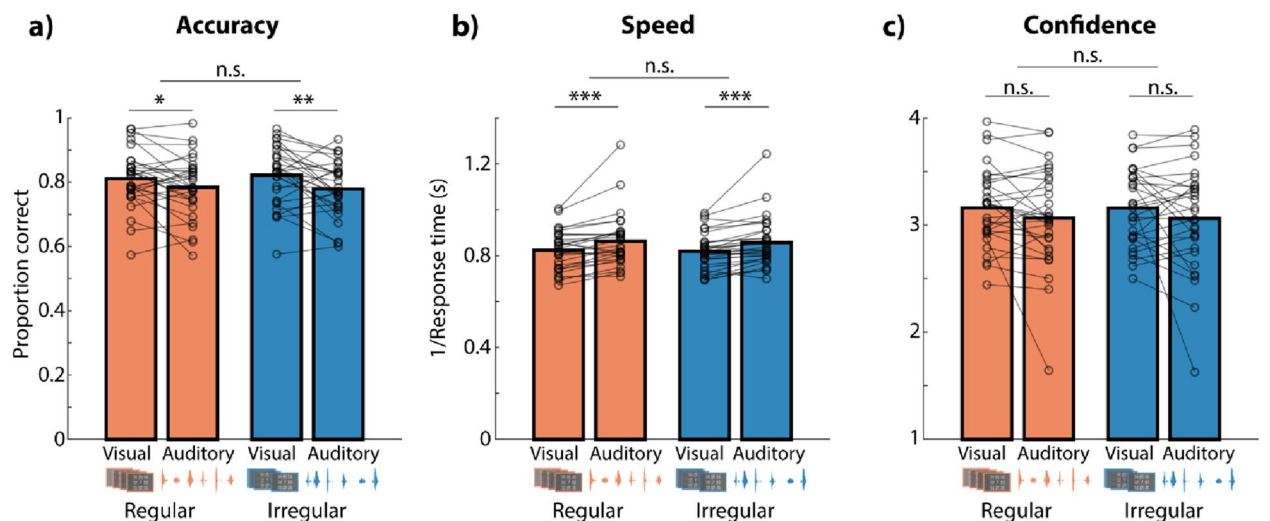 a)
Accuracy
n.s.
*
**
1
0.8
0.6
0.4
0.2
0
Proportion correct
Visual Auditory Visual Auditory
Regular Irregular
b)
Speed
n.s.
***
***
1.2
0.8
0.4
0
1/Response time (s)
Visual Auditory Visual Auditory
Regular Irregular
c)
Confidence
n.s.
n.s.
n.s.
4
3
2
1
Visual Auditory Visual Auditory
Regular Irregular